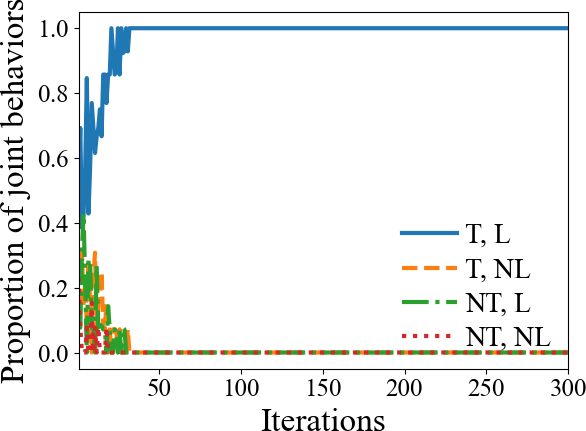 Proportion of joint behaviors
1.0
0.8
0.6
0.4
0.2
0.0
T, L
T, NL
NT, L
NT, NL
50 100 150 200 250 300
Iterations